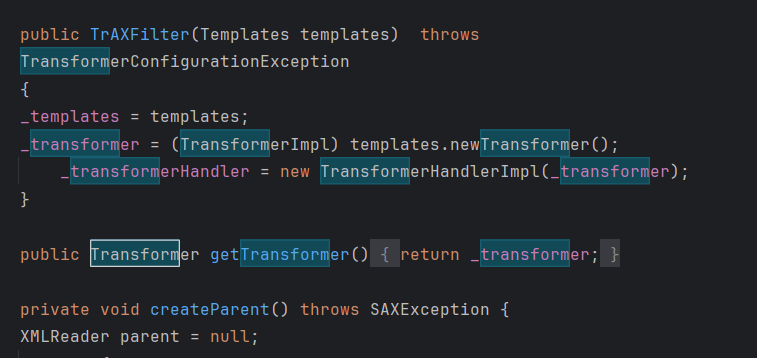 public TrAXFilter(Templates templates)  throws
TransformerConfigurationException
{
_templates = templates;
_transformer = (TransformerImpl) templates.newTransformer();
_transformerHandler = new TransformerHandlerImpl(_transformer);
}
public Transformer getTransformer() { return _transformer; }
private void createParent() throws SAXException {
XMLReader parent = null;